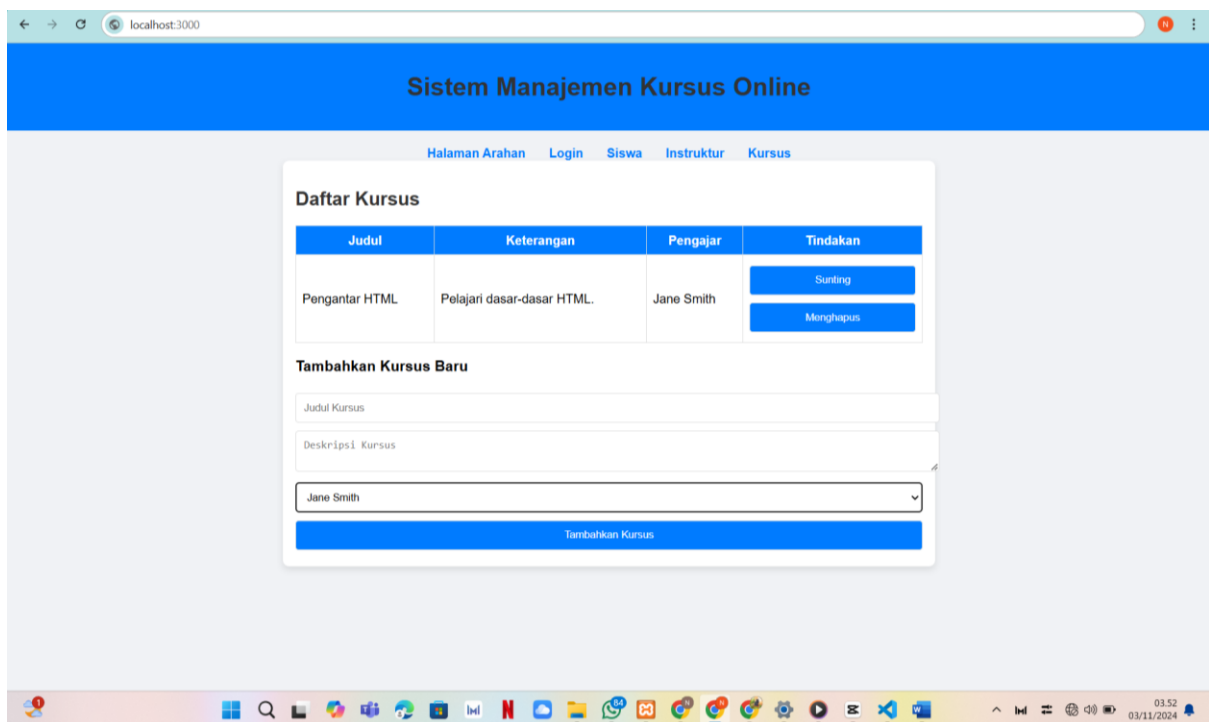 localhost:3000
N
Sistem Manajemen Kursus Online
Halaman Arahan Login Siswa Instruktur Kursus
Daftar Kursus
Judul Keterangan Pengajar Tindakan
Pengantar HTML Pelajari dasar-dasar HTML. Jane Smith Sunting
Menghapus
Tambahkan Kursus Baru
Judul Kursus
Deskripsi Kursus
Jane Smith
Tambahkan Kursus
1 N 64 03.52
03/11/2024